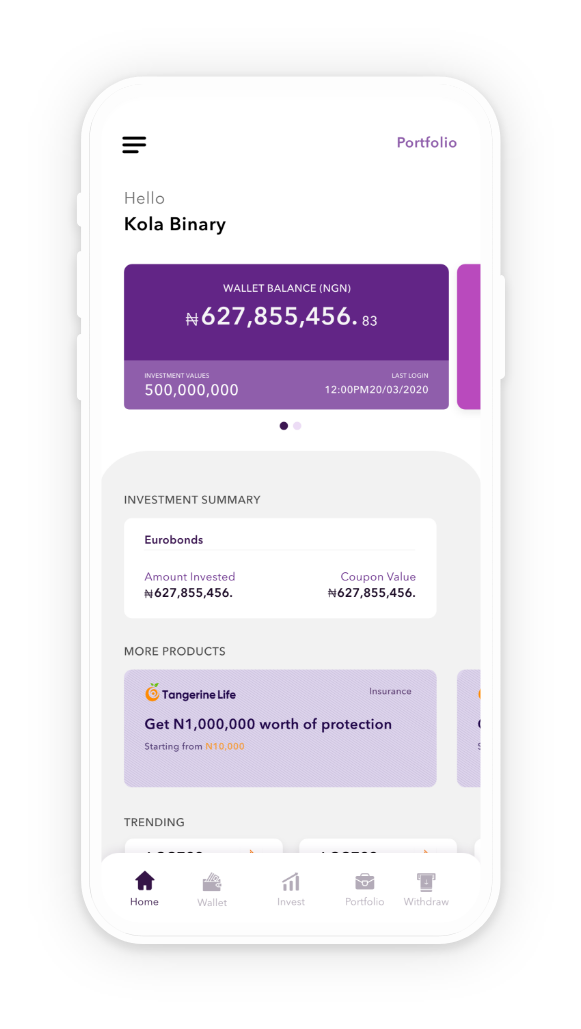 Portfolio
Hello
Kola Binary
WALLET BALANCE (NGN)
₦627,855,456. 83
INVESTMENT VALUES
LAST LOGIN
500,000,000
12:00PM20/03/2020
INVESTMENT SUMMARY
Eurobonds
Amount Invested
Coupon Value
₦627,855,456.
₦627,855,456.
MORE PRODUCTS
Tangerine Life
Insurance
Get N1,000,000 worth of protection
Starting from N10,000
TRENDING
Home
Wallet
Invest
Portfolio
Withdraw